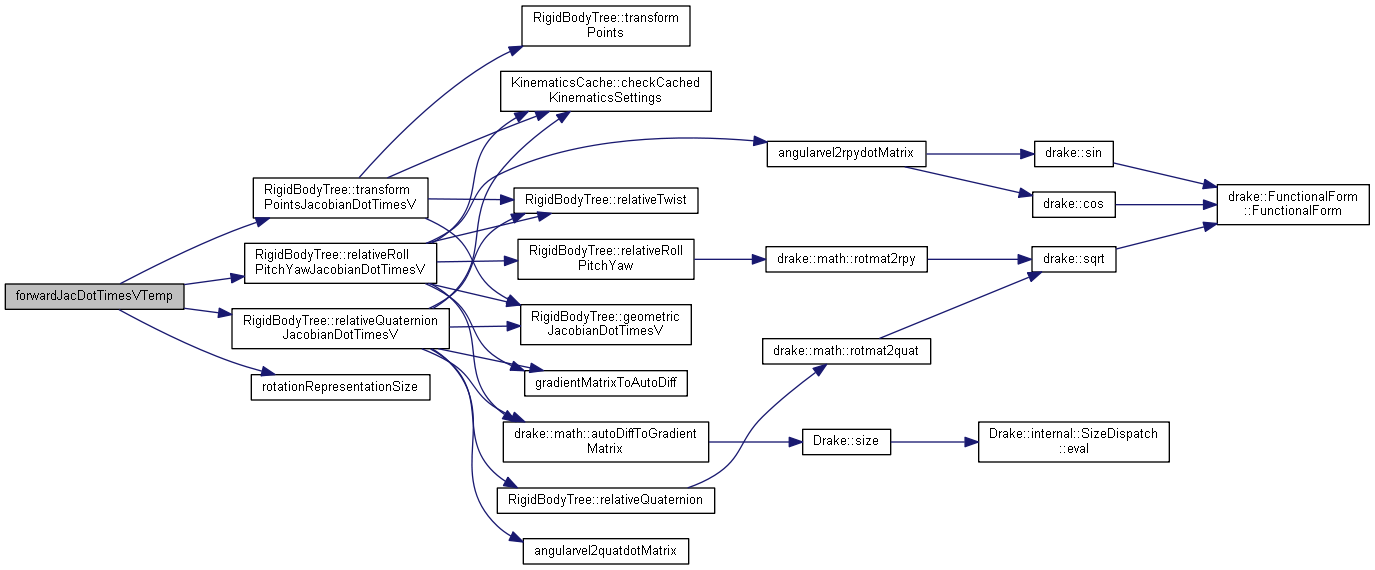 RigidBodyTree::transform
Points
KinematicsCache::checkCached
KinematicsSettings
angularvel2rpydotMatrix
drake::sin
RigidBodyTree::transform
PointsJacobianDotTimesV
RigidBodyTree::relativeTwist
drake::cos
drake::FunctionalForm
::FunctionalForm
RigidBodyTree::relativeRoll
PitchYawJacobianDotTimesV
RigidBodyTree::relativeRoll
PitchYaw
drake::math::rotmat2rpy
drake::sqrt
forwardJacDotTimesVTemp
RigidBodyTree::relativeQuaternion
JacobianDotTimesV
RigidBodyTree::geometric
JacobianDotTimesV
drake::math::rotmat2quat
rotationRepresentationSize
gradientMatrixToAutoDiff
drake::math::autoDiffToGradient
Matrix
Drake::size
Drake::internal::SizeDispatch
::eval
RigidBodyTree::relativeQuaternion
angularvel2quatdotMatrix